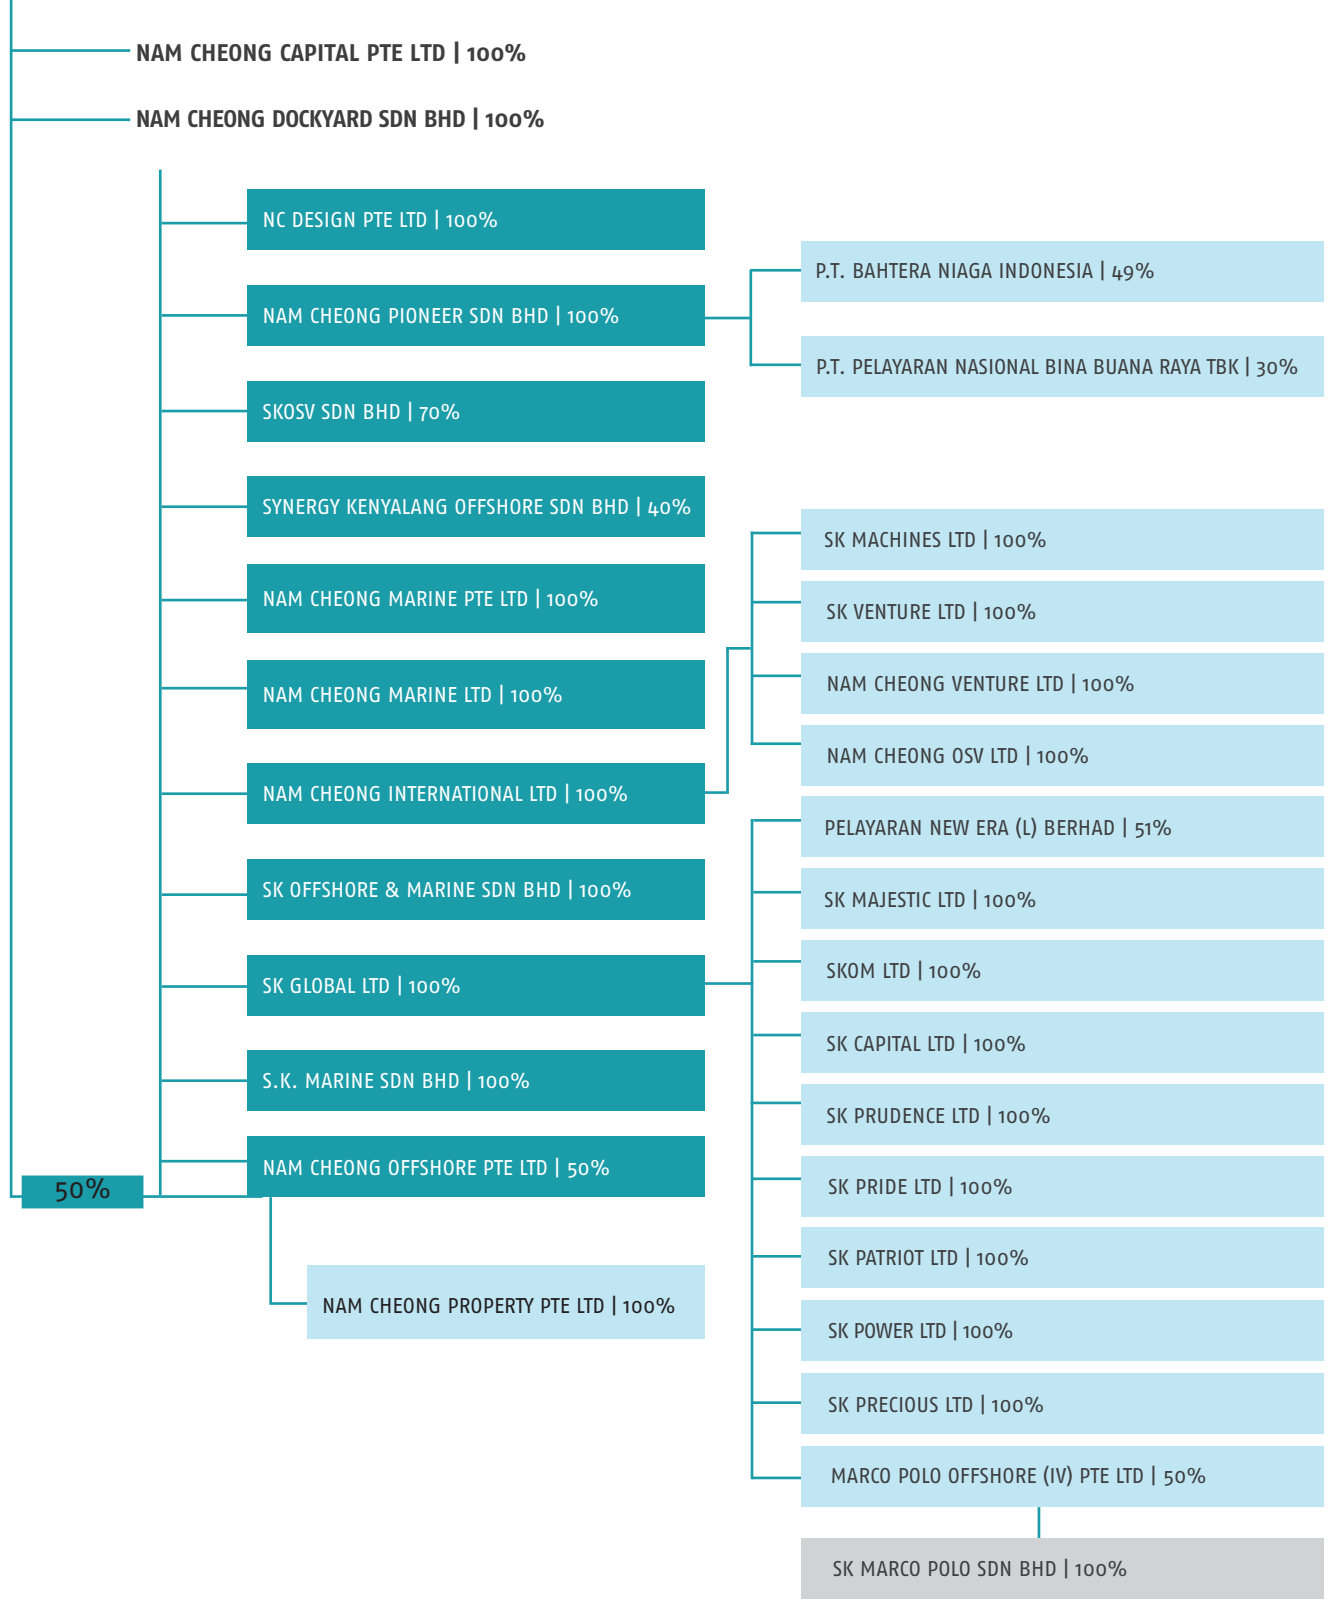 NAM CHEONG CAPITAL PTE LTD | 100%
NAM CHEONG DOCKYARD SDN BHD | 100%
NC DESIGN PTE LTD | 100%
NAM CHEONG PIONEER SDN BHD | 100%
P.T. BAHTERA NIAGA INDONESIA | 49%
P.T. PELAYARAN NASIONAL BINA BUANA RAYA TBK | 30%
SKOSV SDN BHD | 70%
SYNERGY KENYALANG OFFSHORE SDN BHD | 40%
NAM CHEONG MARINE PTE LTD | 100%
NAM CHEONG MARINE LTD | 100%
NAM CHEONG INTERNATIONAL LTD | 100%
SK MACHINES LTD | 100%
SK VENTURE LTD | 100%
NAM CHEONG VENTURE LTD | 100%
NAM CHEONG OSV LTD | 100%
SK OFFSHORE & MARINE SDN BHD | 100%
SK GLOBAL LTD | 100%
PELAYARAN NEW ERA (L) BERHAD | 51%
SK MAJESTIC LTD | 100%
SKOM LTD | 100%
SK CAPITAL LTD | 100%
SK PRUDENCE LTD | 100%
SK PRIDE LTD | 100%
SK PATRIOT LTD | 100%
SK POWER LTD | 100%
SK PRECIOUS LTD | 100%
MARCO POLO OFFSHORE (IV) PTE LTD | 50%
SK MARCO POLO SDN BHD | 100%
S.K. MARINE SDN BHD | 100%
NAM CHEONG OFFSHORE PTE LTD | 50%
50%
NAM CHEONG PROPERTY PTE LTD | 100%